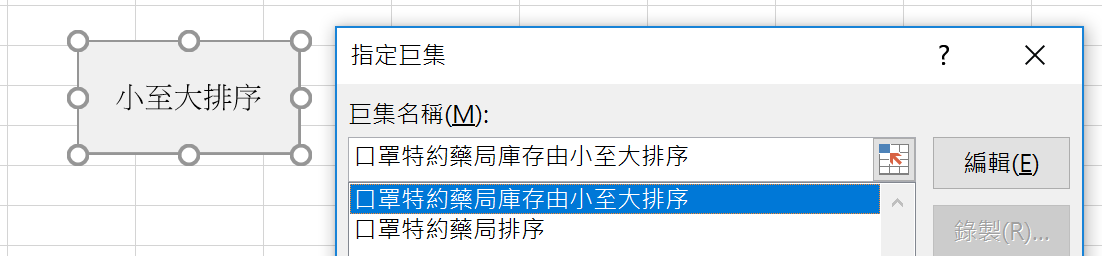 小至大排序
指定巨集
?
巨集名稱(M):
口罩特約藥局庫存由小至大排序
編輯(E)
口罩特約藥局庫存由小至大排序
口罩特約藥局排序
錄製(R)...